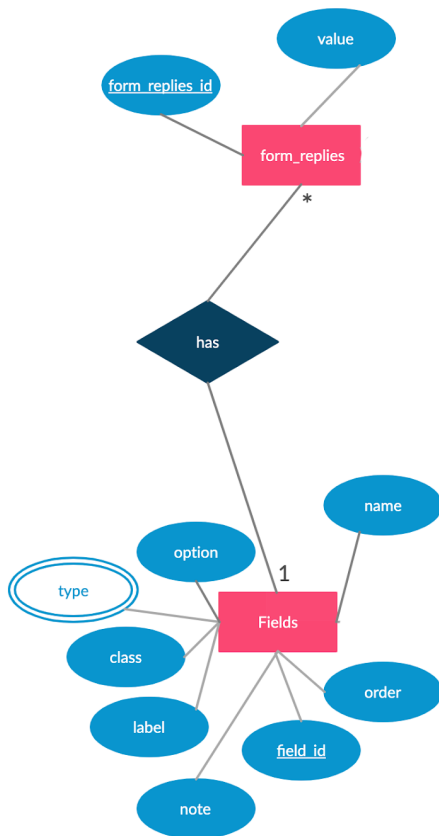 value
form_replies_id
form_replies
*
has
name
option
1
type
Fields
class
order
label
field_id
note